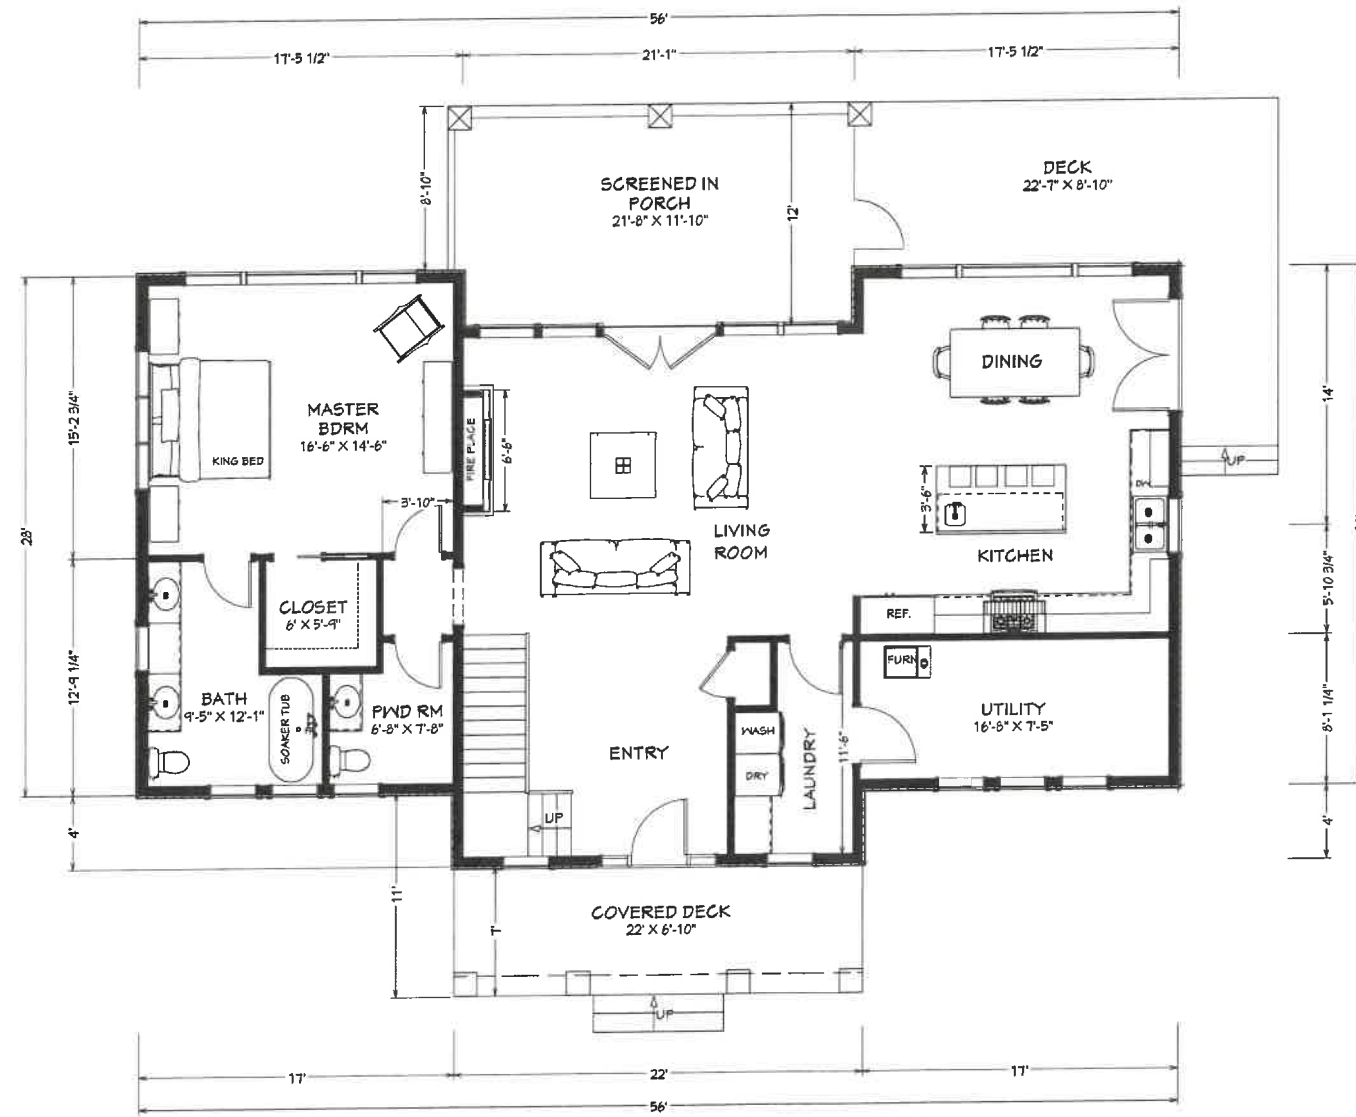 56'
17'-5 1/2"
21'-1"
17'-5 1/2"
8'-10"
SCREENED IN
PORCH
21'-8" X 11'-10"
12'
DECK
22'-7" X 8'-10"
UP
28'
15'-2 3/4"
12'-9 1/4"
4'
MASTER
BDRM
16'-6" X 14'-6"
KING BED
3'-10"
FIRE PLACE
6'-6"
LIVING
ROOM
DINING
3'-6"
DW
KITCHEN
REF.
14'
5'-10 3/4"
8'-1 1/4"
4'
CLOSET
6' X 5'-9"
BATH
9'-5" X 12'-1"
SOAKER TUB
PWD RM
6'-8" X 7'-8"
ENTRY
UP
WASH
DRY
LAUNDRY
11'-6"
FURN
UTILITY
16'-8" X 7'-5"
11'
7'
COVERED DECK
22' X 6'-10"
UP
17'
22'
17'
56'